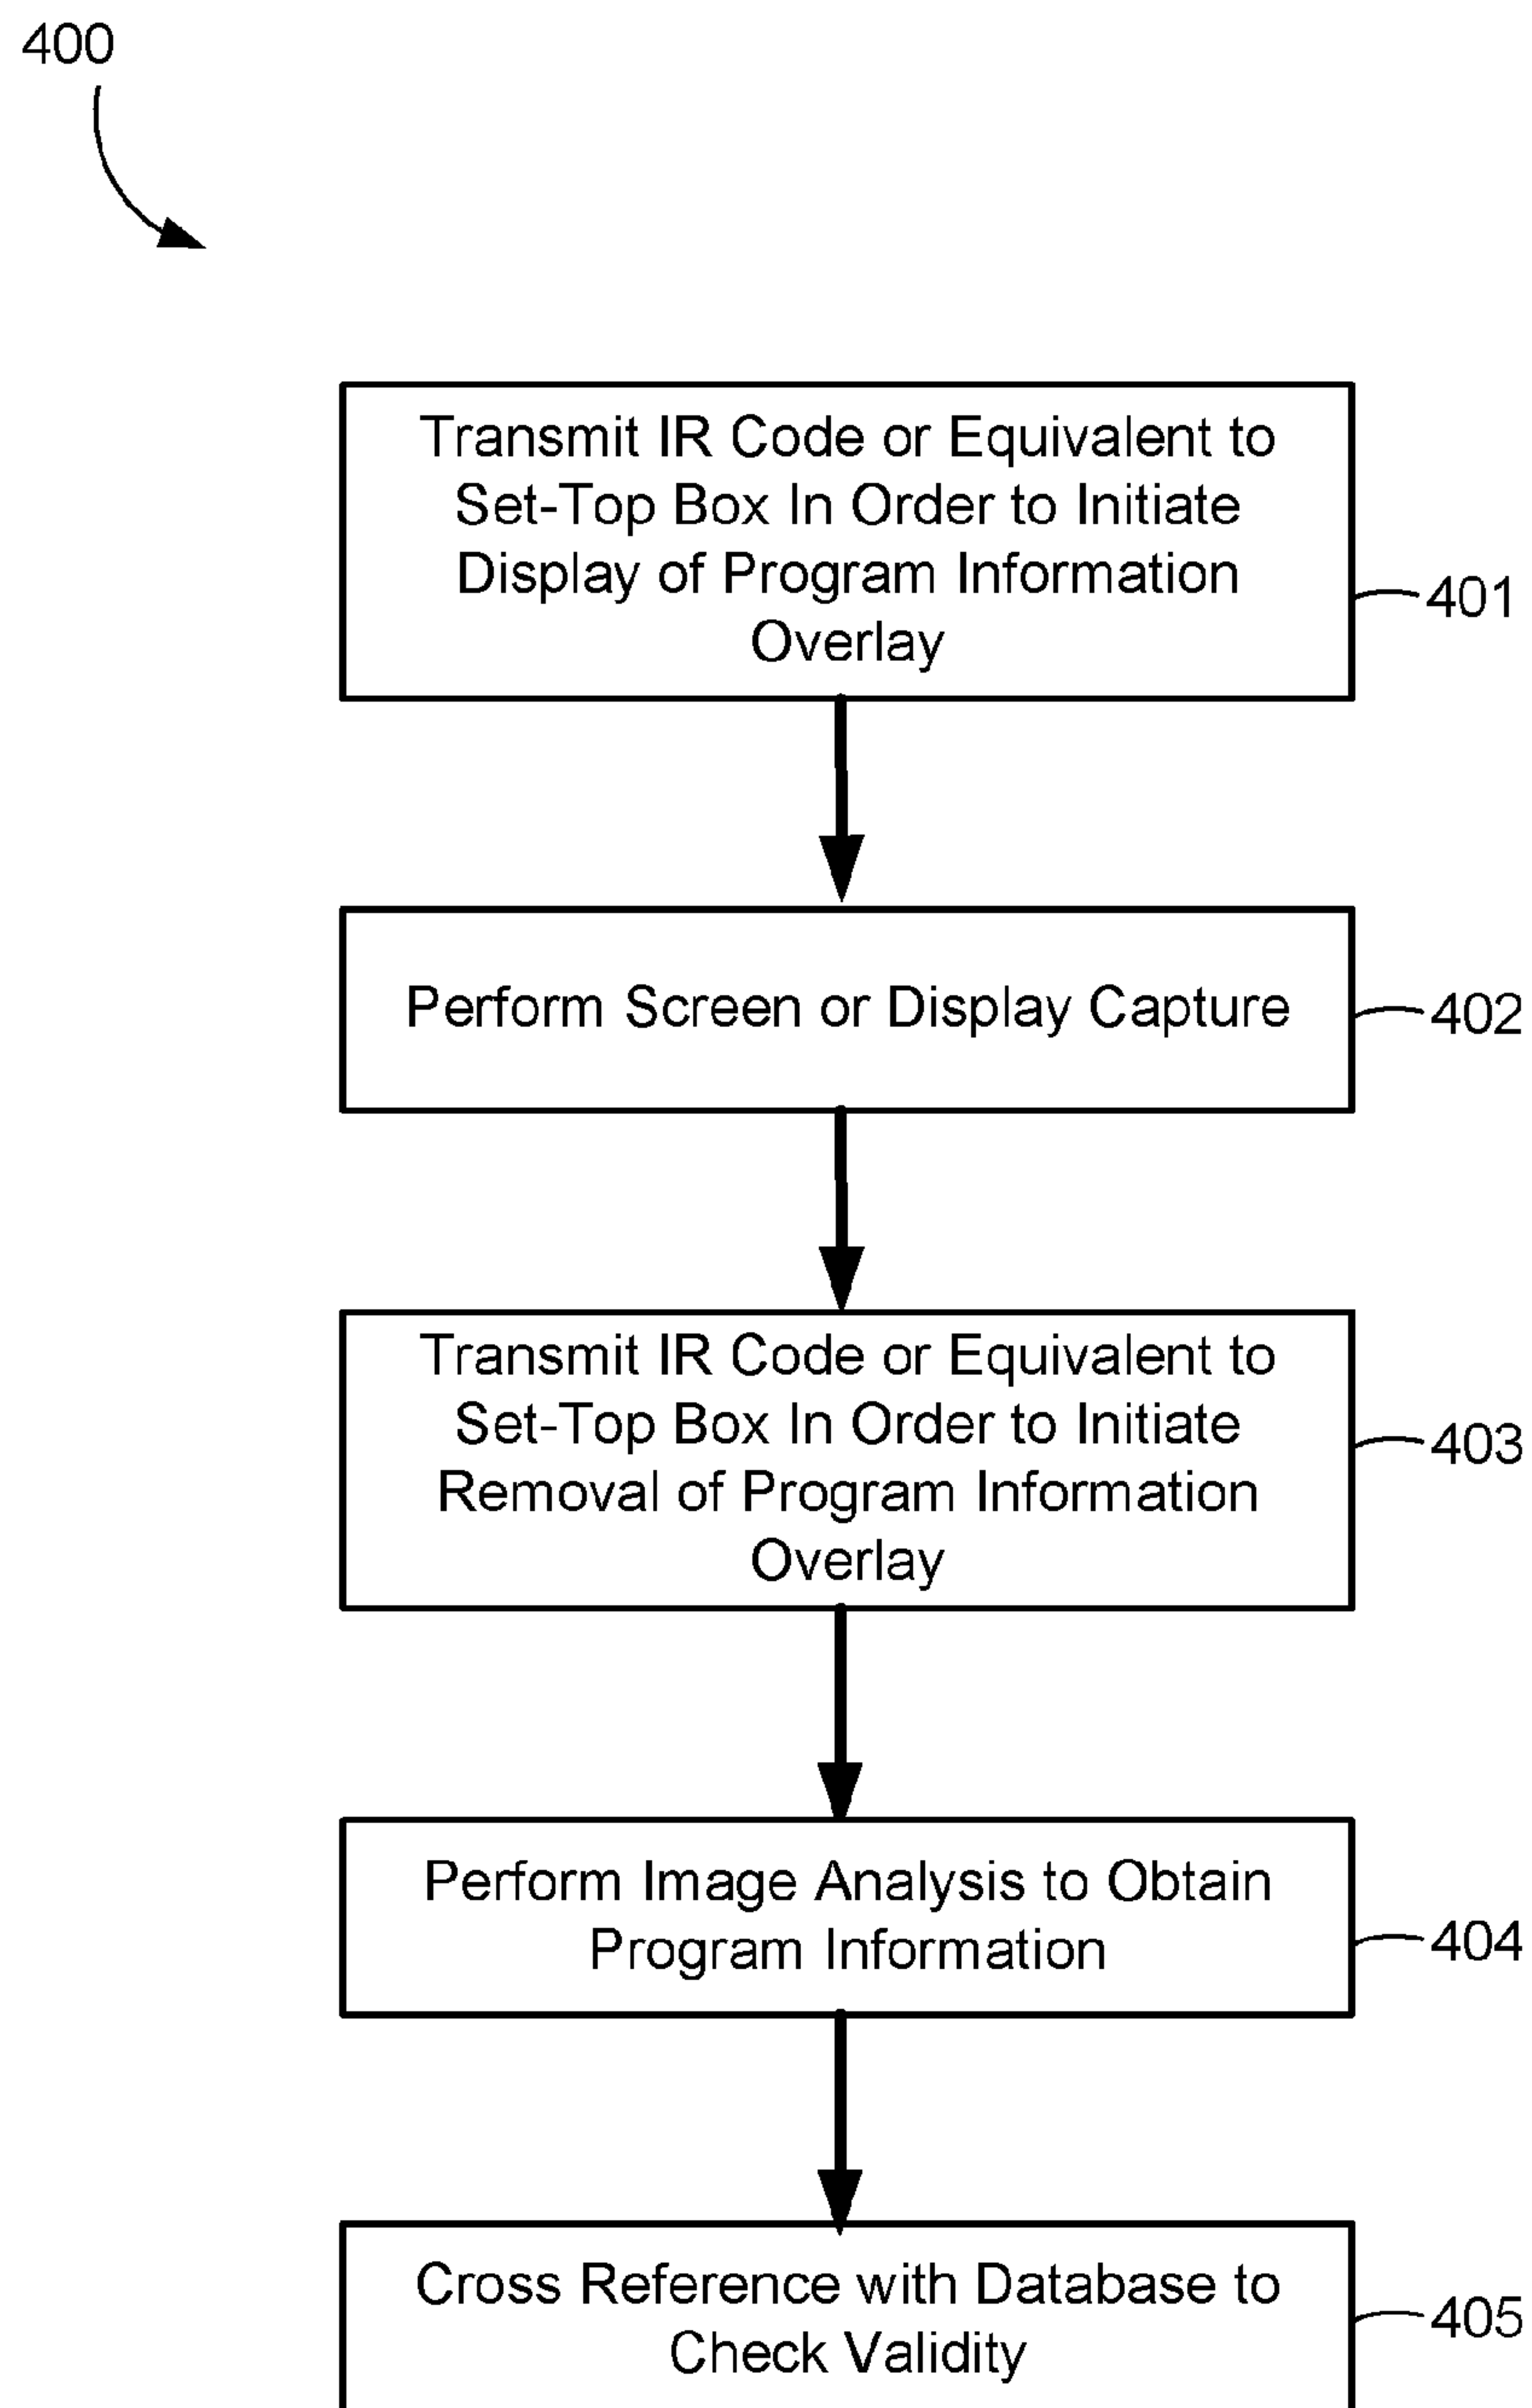 400
Transmit IR Code or Equivalent to
Set-Top Box In Order to Initiate
Display of Program Information
Overlay
401
Perform Screen or Display Capture
402
Transmit IR Code or Equivalent to
Set-Top Box In Order to Initiate
Removal of Program Information
Overlay
403
Perform Image Analysis to Obtain
Program Information
404
Cross Reference with Database to
Check Validity
405